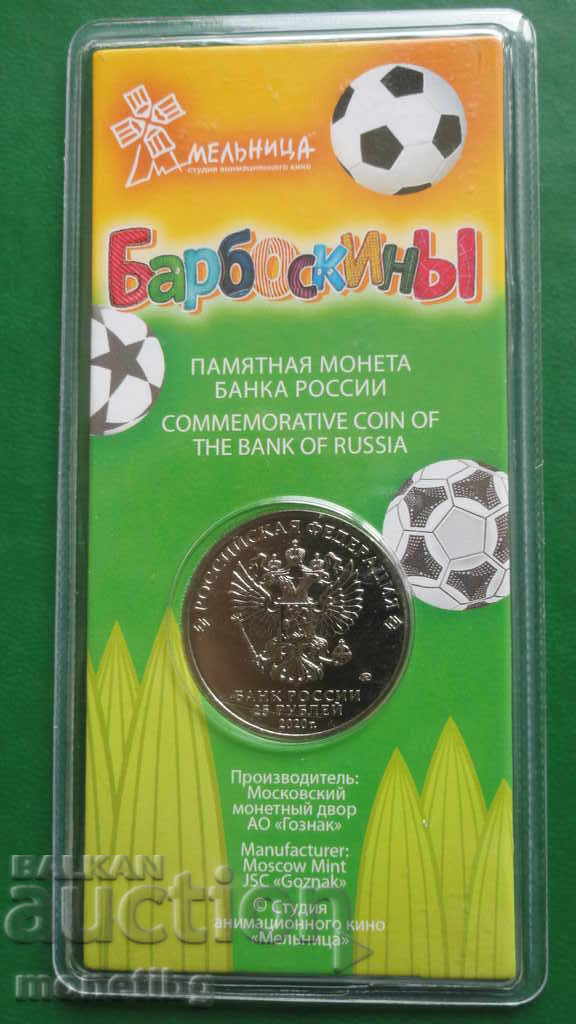 МЕЛЬНИЦА
студия анимационного кино
Барбоскины
ПАМЯТНАЯ МОНЕТА
БАНКА РОССИИ
COMMEMORATIVE COIN OF
THE BANK OF RUSSIA
РОССИЙСКАЯ ФЕДЕРАЦИЯ
БАНК РОССИИ
25 РУБЛЕЙ
2020 г.
Производитель:
Московский
монетный двор
АО «Гознак»
Manufacturer:
Moscow Mint
JSC «Goznak»
© Студия
анимационного кино
«Мельница»
BALKAN
auction
monetibg